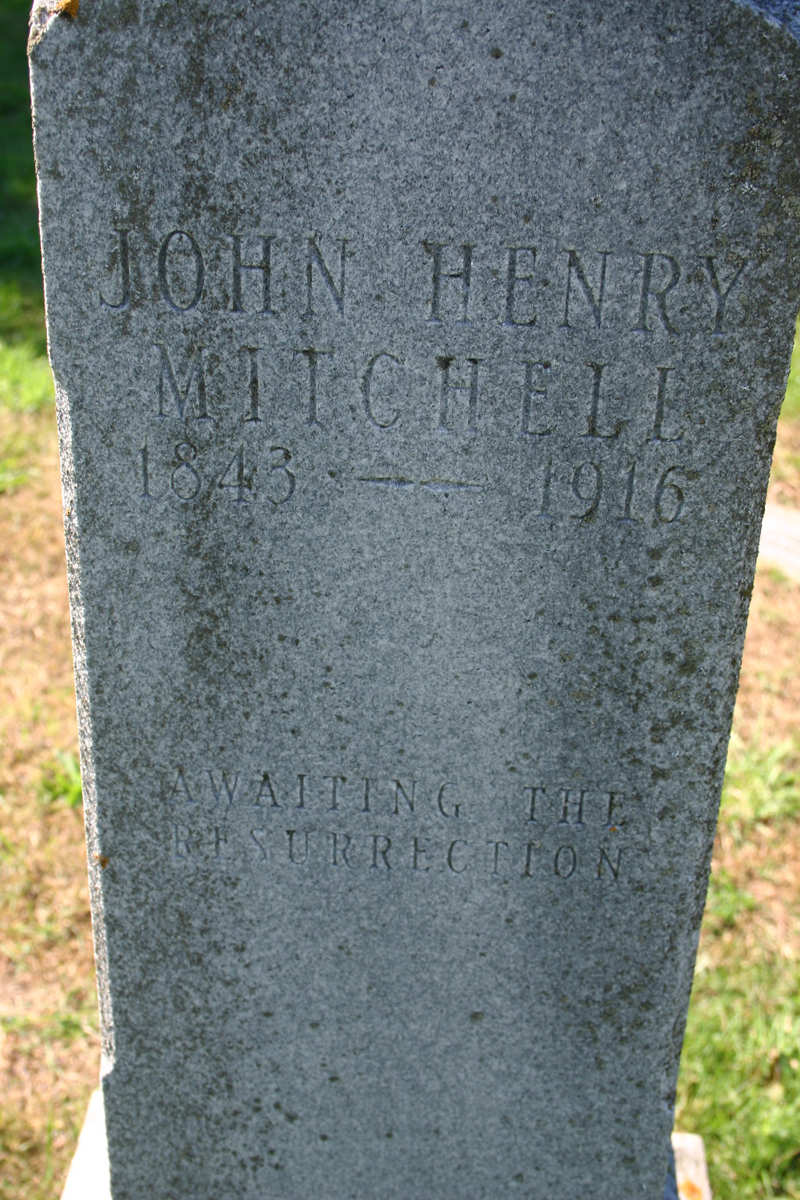 JOHN HENRY
MITCHELL
1843 — 1916
AWAITING THE
RESURRECTION